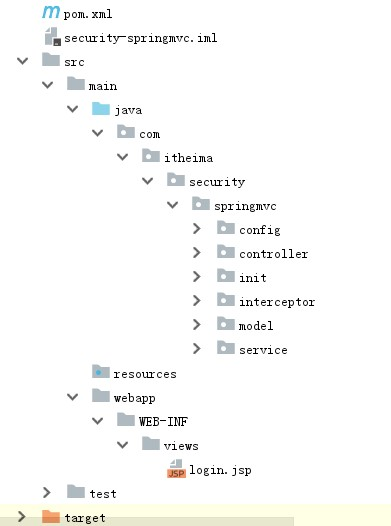 pom.xml
security-springmvc.iml
src
main
java
com
itheima
security
springmvc
config
controller
init
interceptor
model
service
resources
webapp
WEB-INF
views
login.jsp
test
target